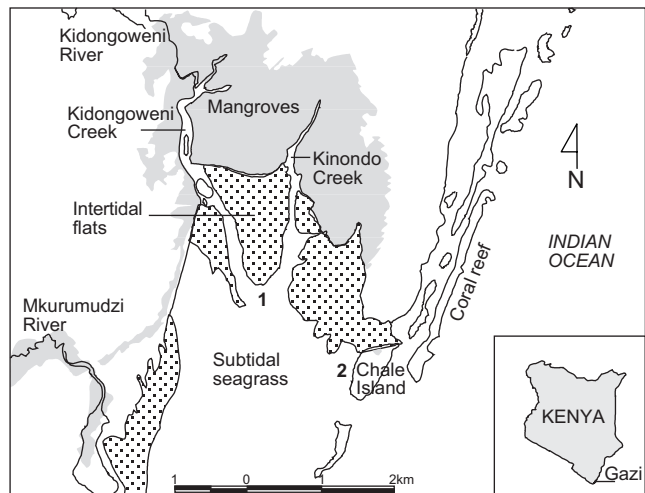 Kidongoweni
River
Mangroves
Kidongoweni
Creek
Kinondo
Creek
N
Intertidal
flats
INDIAN
OCEAN
Coral reef
1
Mkurumudzi
River
Subtidal
seagrass
2 Chale
Island
KENYA
Gazi
1 0 1 2km